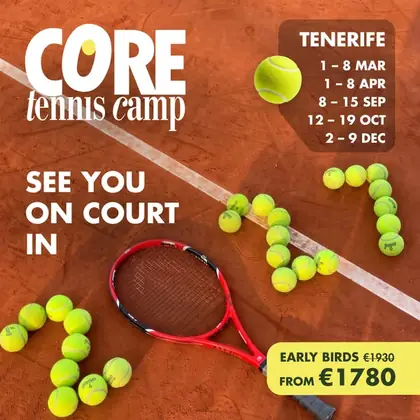 CORE
tennis camp
TENERIFE
1 – 8 MAR
1 – 8 APR
8 – 15 SEP
12 – 19 OCT
2 – 9 DEC
SEE YOU
ON COURT
IN
2027
EARLY BIRDS €1930
FROM €1780